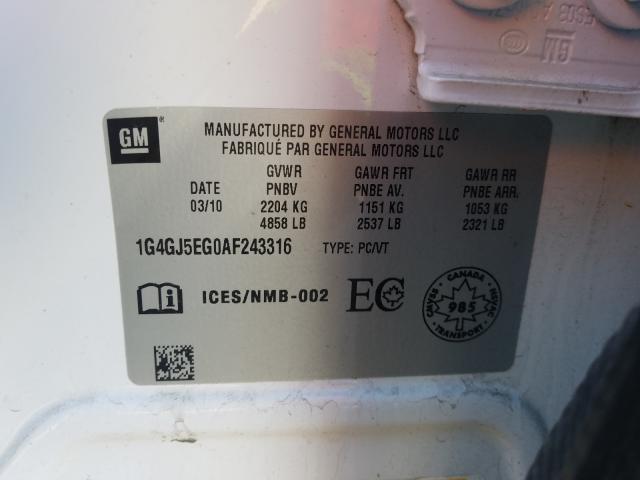 GM
MANUFACTURED BY GENERAL MOTORS LLC
FABRIQUÉ PAR GENERAL MOTORS LLC
GVWR GAWR FRT GAWR RR
DATE PNBV PNBE AV. PNBE ARR.
03/10 2204 KG 1151 KG 1053 KG
4858 LB 2537 LB 2321 LB
1G4GJ5EG0AF243316 TYPE: PC/VT
i ICES/NMB-002 EC
CANADA
985
GM